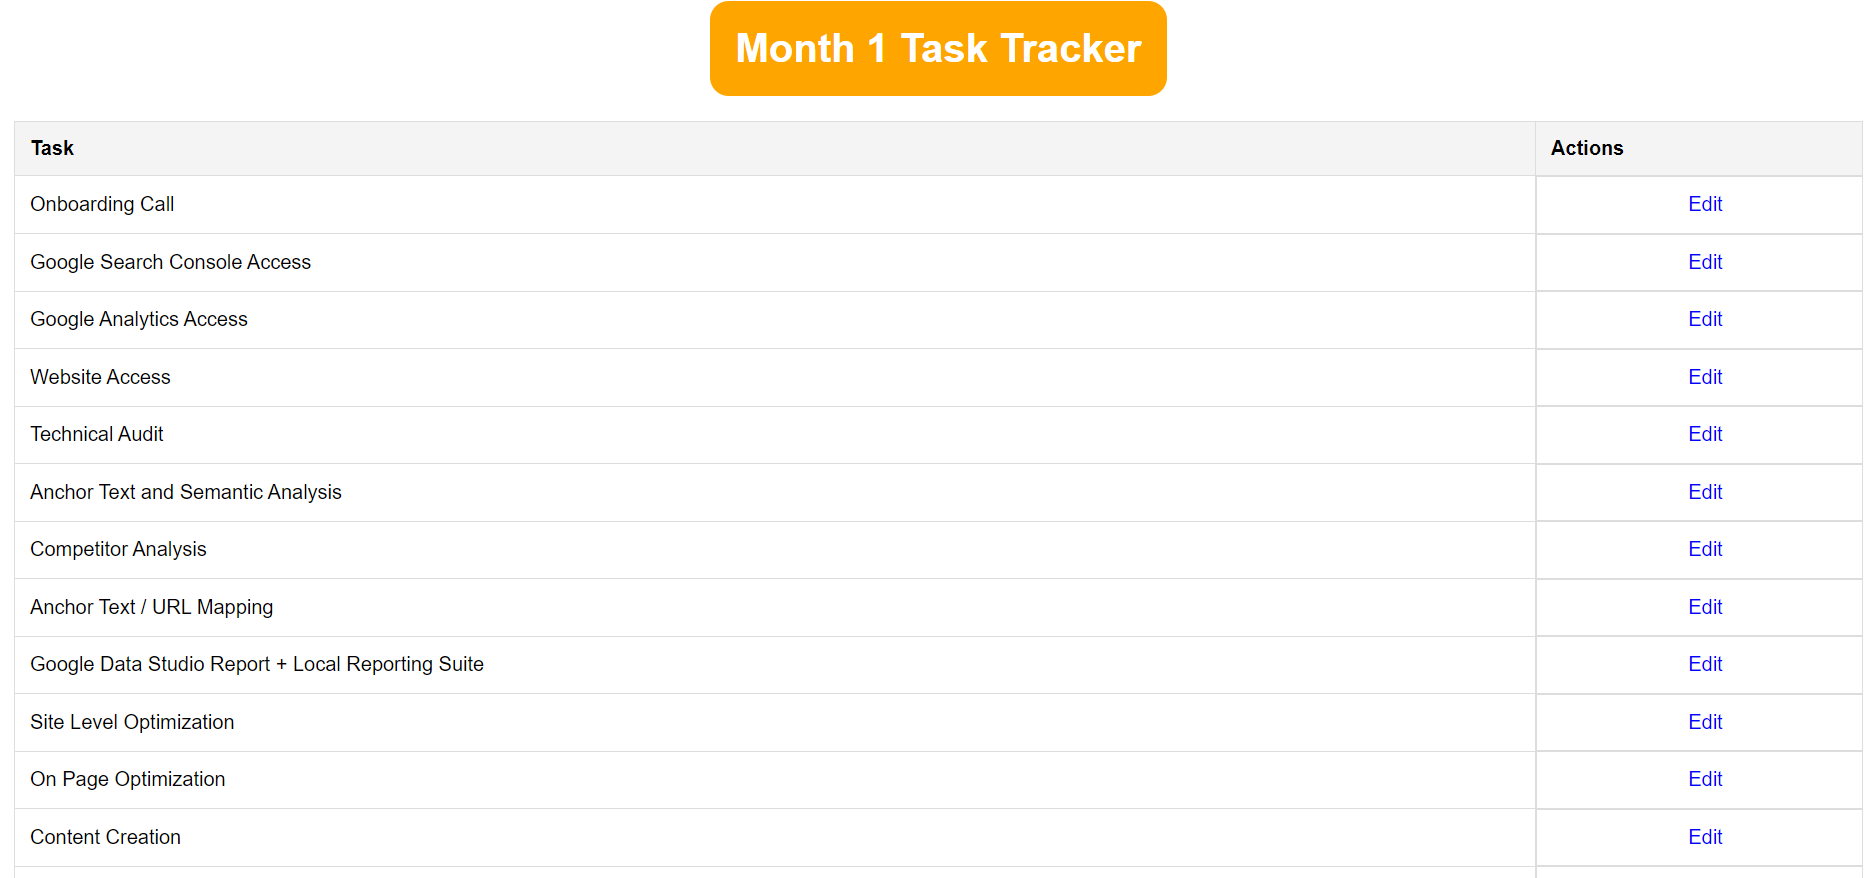 Month 1 Task Tracker
Task Actions
Onboarding Call Edit
Google Search Console Access Edit
Google Analytics Access Edit
Website Access Edit
Technical Audit Edit
Anchor Text and Semantic Analysis Edit
Competitor Analysis Edit
Anchor Text / URL Mapping Edit
Google Data Studio Report + Local Reporting Suite Edit
Site Level Optimization Edit
On Page Optimization Edit
Content Creation Edit